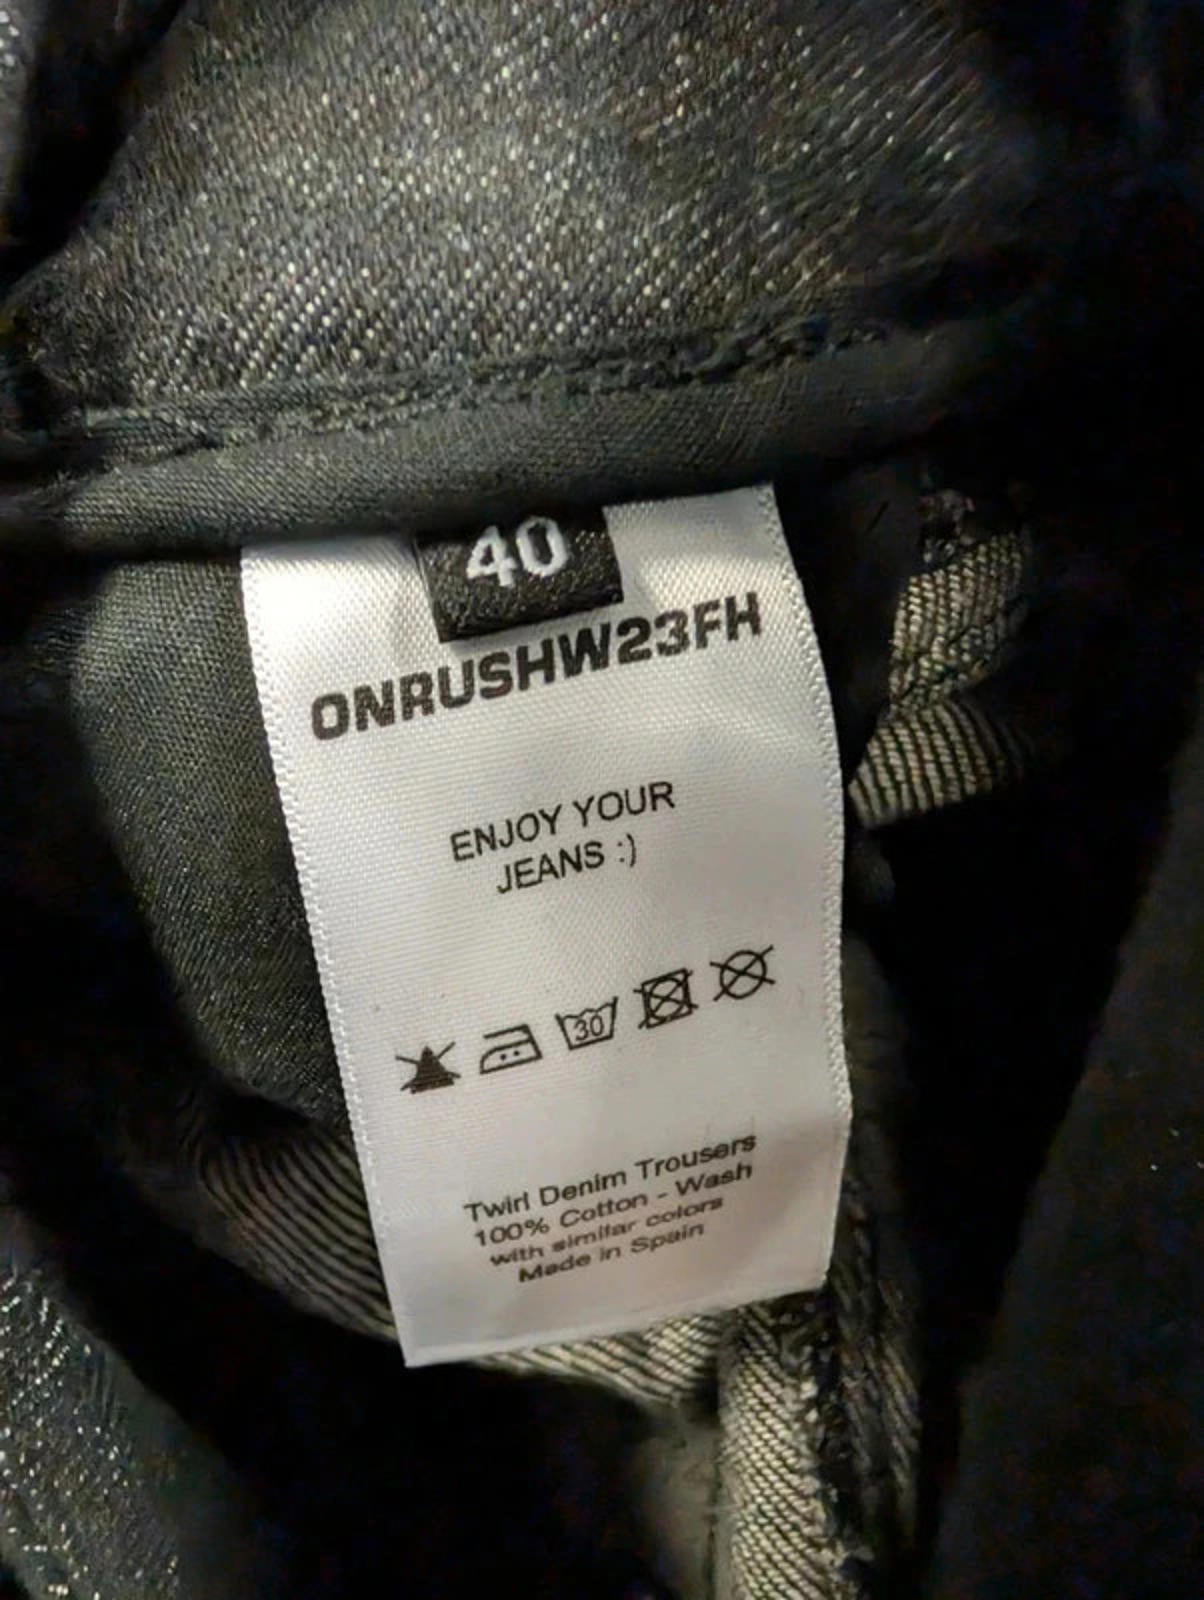 40
ONRUSHW23FH
ENJOY YOUR
JEANS :)
30
Twirl Denim Trousers
100% Cotton - Wash
with similar colors
Made in Spain